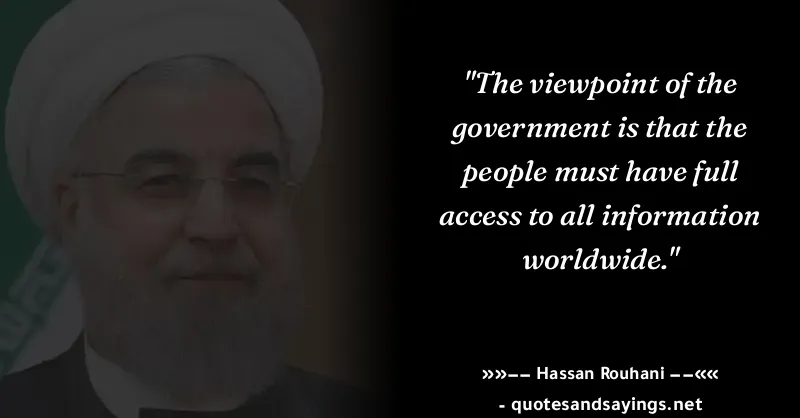 "The viewpoint of the
government is that the
people must have full
access to all information
worldwide."
»»−− Hassan Rouhani −−««
- quotesandsayings.net